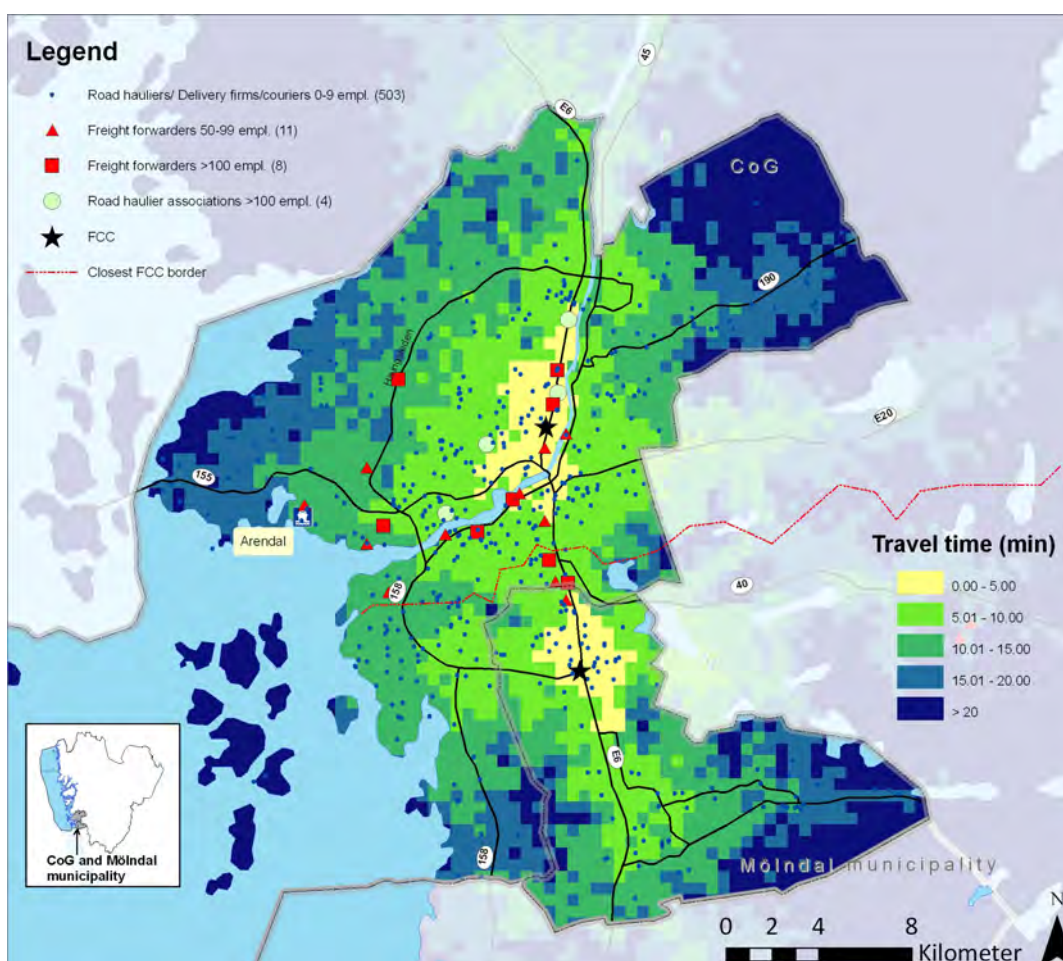 Legend
Road hauliers/ Delivery firms/couriers 0-9 empl. (503)
Freight forwarders 50-99 empl. (11)
Freight forwarders >100 empl. (8)
Road haulier associations >100 empl. (4)
FCC
Closest FCC border
45
E6
CoG
190
E20
155
Arendal
158
40
Travel time (min)
0.00 - 5.00
5.01 - 10.00
10.01 - 15.00
15.01 - 20.00
> 20
E6
158
CoG and Mölndal
municipality
Mölndal municipality
N
0 2 4 8
Kilometer